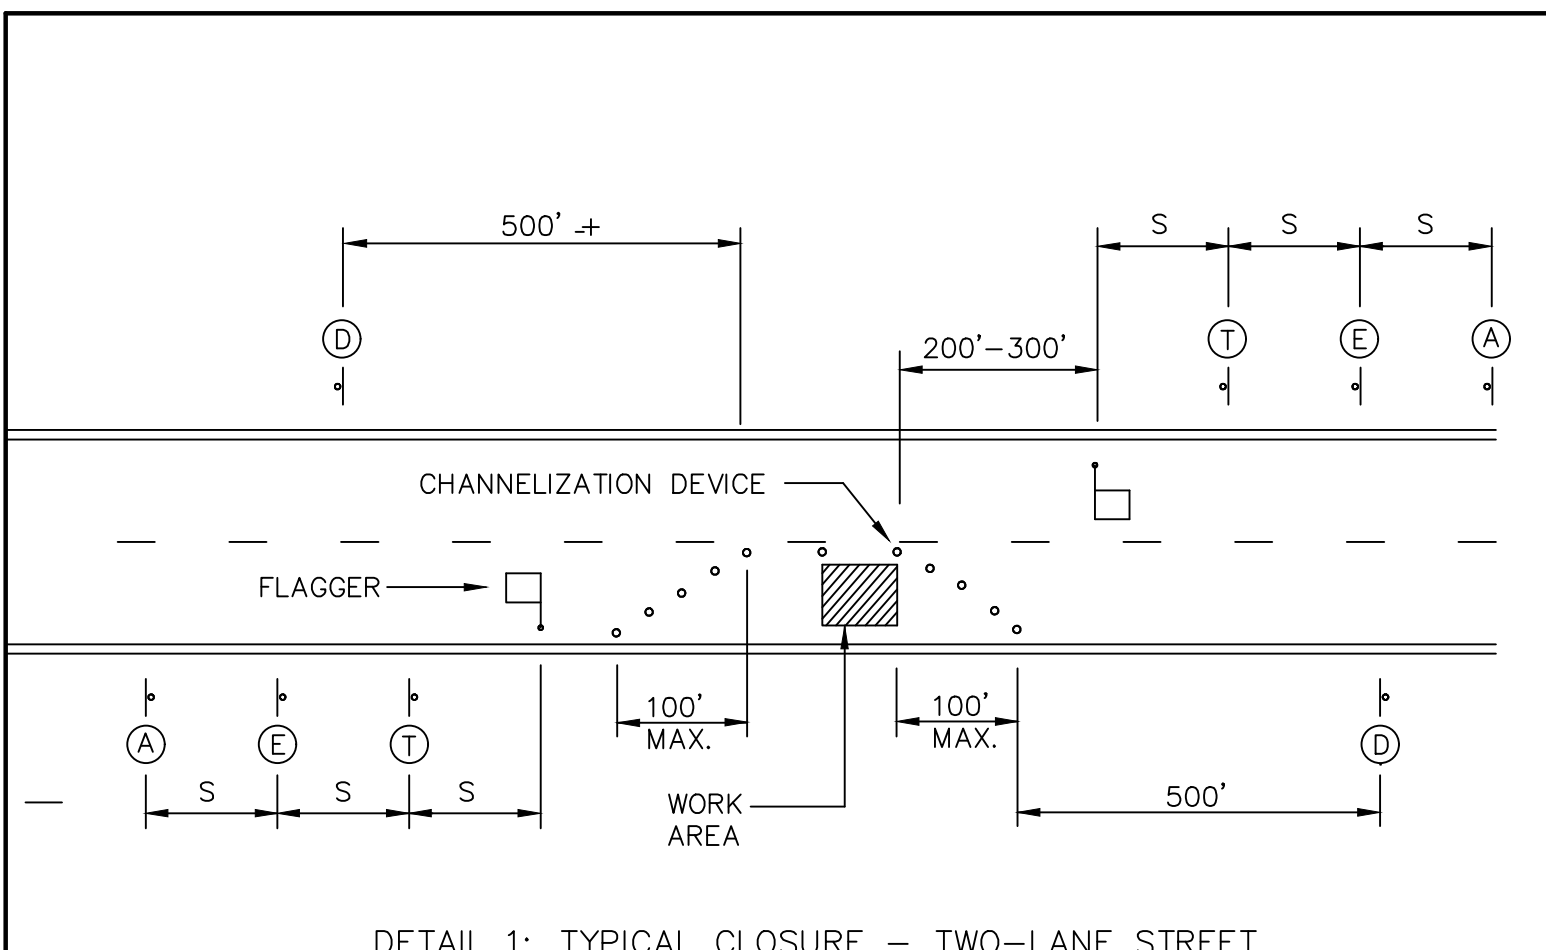 500' -+
S S S
D
200'-300'
T E A
CHANNELIZATION DEVICE
FLAGGER
100'
MAX.
100'
MAX.
A E T
D
S S S
WORK
AREA
500'
DETAIL 1: TYPICAL CLOSURE - TWO-LANE STREET